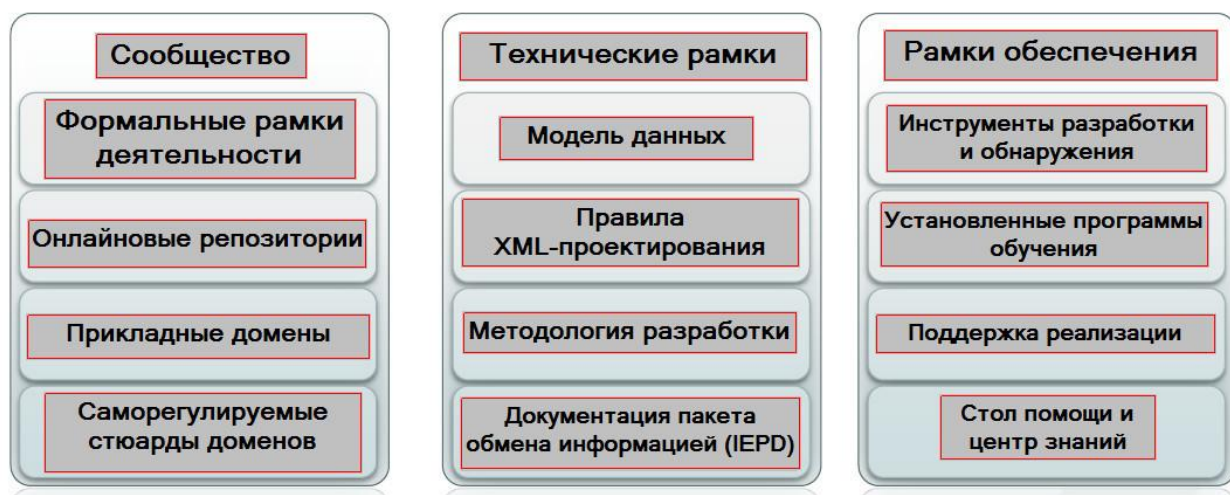 Сообщество
Формальные рамки
деятельности
Онлайновые репозитории
Прикладные домены
Саморегулируемые
стюарды доменов
Технические рамки
Модель данных
Правила
XML-проектирования
Методология разработки
Документация пакета
обмена информацией (IEPD)
Рамки обеспечения
Инструменты разработки
и обнаружения
Установленные программы
обучения
Поддержка реализации
Стол помощи и
центр знаний